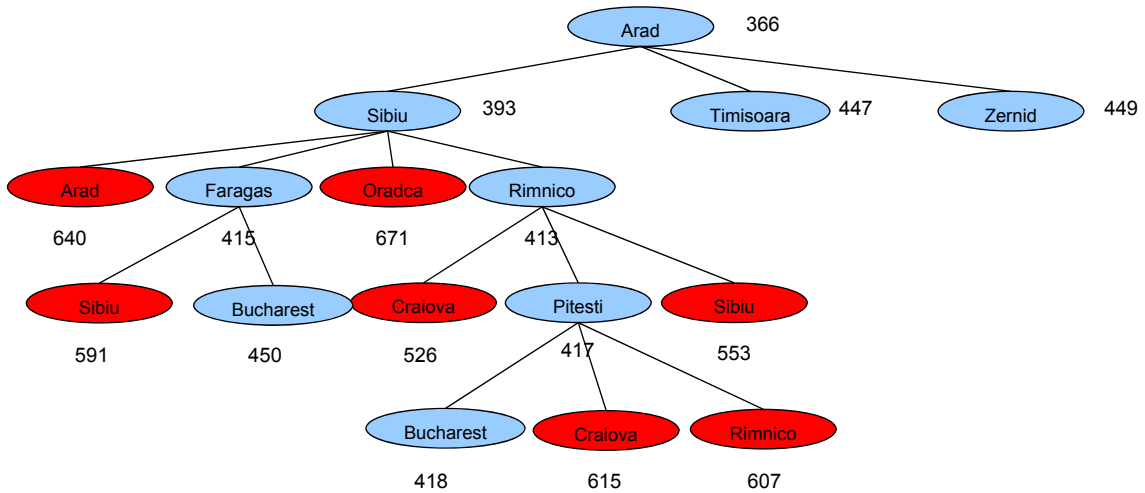 Arad 366
Sibiu 393 Timisoara 447 Zernid 449
Arad Faragas Oradca Rimnico
640 415 671 413
Sibiu Bucharest Craiova Pitesti Sibiu
591 450 526 417 553
Bucharest Craiova Rimnico
418 615 607